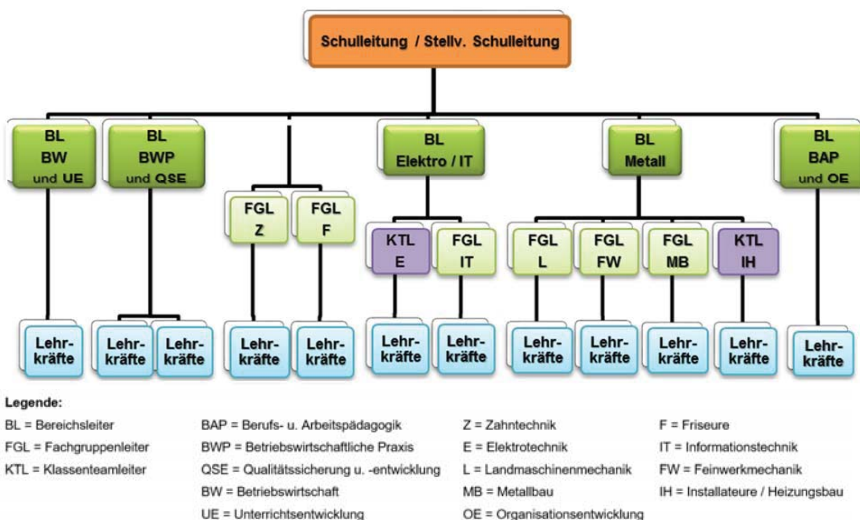 Schulleitung / Stellv. Schulleitung
BL
BW
und UE
BL
BWP
und QSE
BL
Elektro / IT
BL
Metall
BL
BAP
und OE
FGL
Z
FGL
F
KTL
E
FGL
IT
FGL
L
FGL
FW
FGL
MB
KTL
IH
Lehr-
kräfte
Lehr-
kräfte
Lehr-
kräfte
Lehr-
kräfte
Lehr-
kräfte
Lehr-
kräfte
Lehr-
kräfte
Lehr-
kräfte
Lehr-
kräfte
Lehr-
kräfte
Lehr-
kräfte
Lehr-
kräfte
Legende:
BL = Bereichsleiter
FGL = Fachgruppenleiter
KTL = Klassenteamleiter
BAP = Berufs- u. Arbeitspädagogik
BWP = Betriebswirtschaftliche Praxis
QSE = Qualitätssicherung u. -entwicklung
BW = Betriebswirtschaft
UE = Unterrichtsentwicklung
Z = Zahntechnik
E = Elektrotechnik
L = Landmaschinenmechanik
MB = Metallbau
OE = Organisationsentwicklung
F = Friseure
IT = Informationstechnik
FW = Feinwerkmechanik
IH = Installateure / Heizungsbau